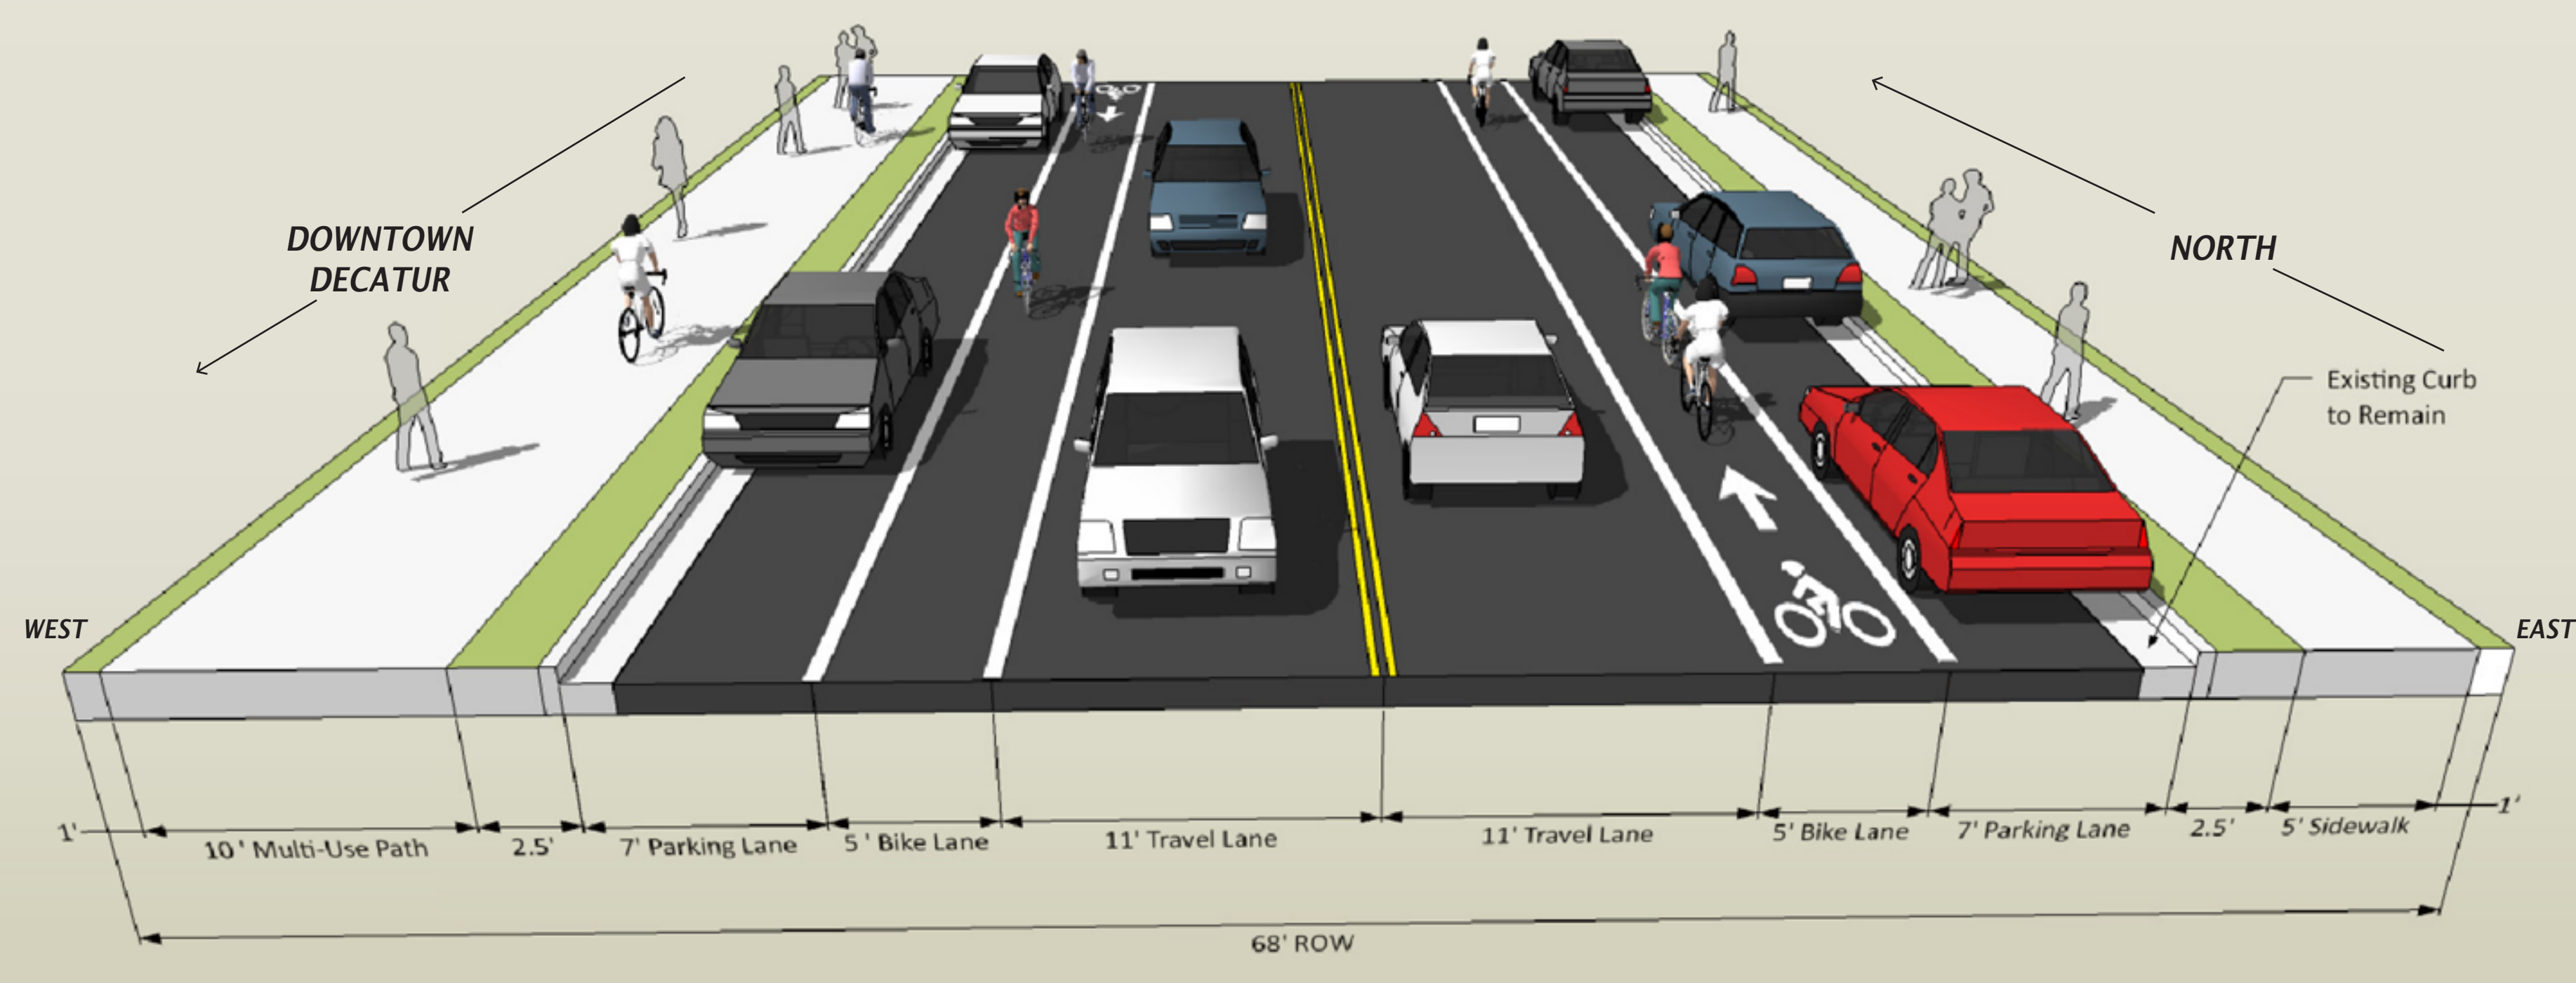 DOWNTOWN
DECATUR
NORTH
Existing Curb
to Remain
WEST
EAST
1'
10' Multi-Use Path
2.5'
7' Parking Lane
5' Bike Lane
11' Travel Lane
11' Travel Lane
5' Bike Lane
7' Parking Lane
2.5'
5' Sidewalk
1'
68' ROW